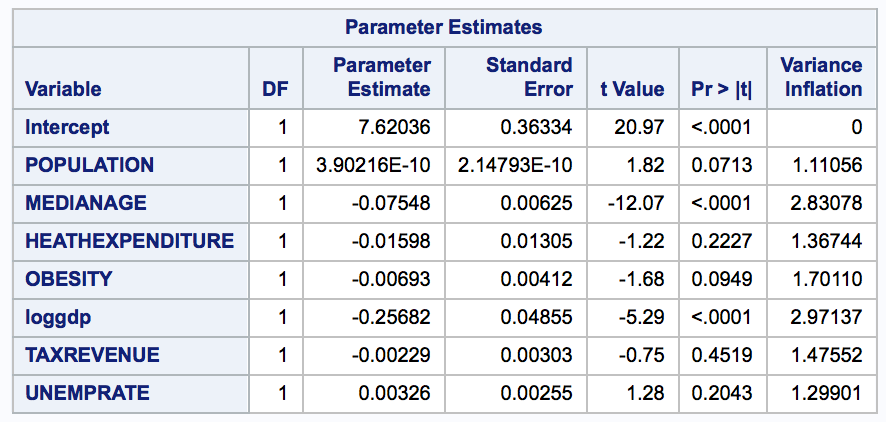 Parameter Estimates
Variable DF Parameter Estimate Standard Error t Value Pr > |t| Variance Inflation
Intercept 1 7.62036 0.36334 20.97 <.0001 0
POPULATION 1 3.90216E-10 2.14793E-10 1.82 0.0713 1.11056
MEDIANAGE 1 -0.07548 0.00625 -12.07 <.0001 2.83078
HEATHEXPENDITURE 1 -0.01598 0.01305 -1.22 0.2227 1.36744
OBESITY 1 -0.00693 0.00412 -1.68 0.0949 1.70110
loggdp 1 -0.25682 0.04855 -5.29 <.0001 2.97137
TAXREVENUE 1 -0.00229 0.00303 -0.75 0.4519 1.47552
UNEMPRATE 1 0.00326 0.00255 1.28 0.2043 1.29901